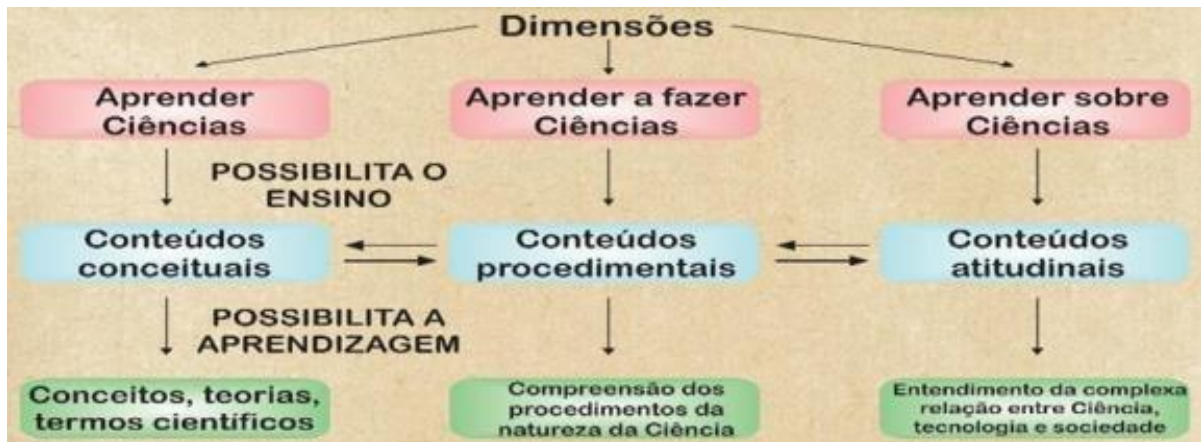 Dimensões
Aprender
Ciências
Aprender a fazer
Ciências
Aprender sobre
Ciências
POSSIBILITA O
ENSINO
Conteúdos
conceituais
Conteúdos
procedimentais
Conteúdos
atitudinais
POSSIBILITA A
APRENDIZAGEM
Conceitos, teorias,
termos científicos
Compreensão dos
procedimentos da
natureza da Ciência
Entendimento da complexa
relação entre Ciência,
tecnologia e sociedade